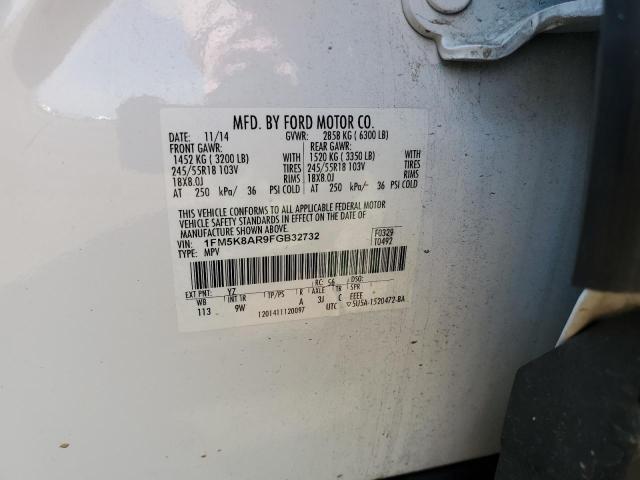 MFD. BY FORD MOTOR CO.
DATE: 11/14 GVWR: 2858 KG ( 6300 LB)
FRONT GAWR: REAR GAWR:
1452 KG ( 3200 LB) WITH 1520 KG ( 3350 LB) WITH
245/55R18 103V TIRES 245/55R18 103V TIRES
18X8.0J RIMS 18X8.0J RIMS
AT 250 kPa/ 36 PSI COLD AT 250 kPa/ 36 PSI COLD
THIS VEHICLE CONFORMS TO ALL APPLICABLE FEDERAL MOTOR
VEHICLE SAFETY STANDARDS IN EFFECT ON THE DATE OF
MANUFACTURE SHOWN ABOVE.
VIN: 1FM5K8AR9FGB32732 F0329
TYPE: MPV T0492
EXT PNT: YZ RC: 56 DSO:
WB INT TR TP/PS R AXLE TR SPR
113 9W A 3J C EEEE
1201411120097 UTC ▽5U5A-1520472-BA